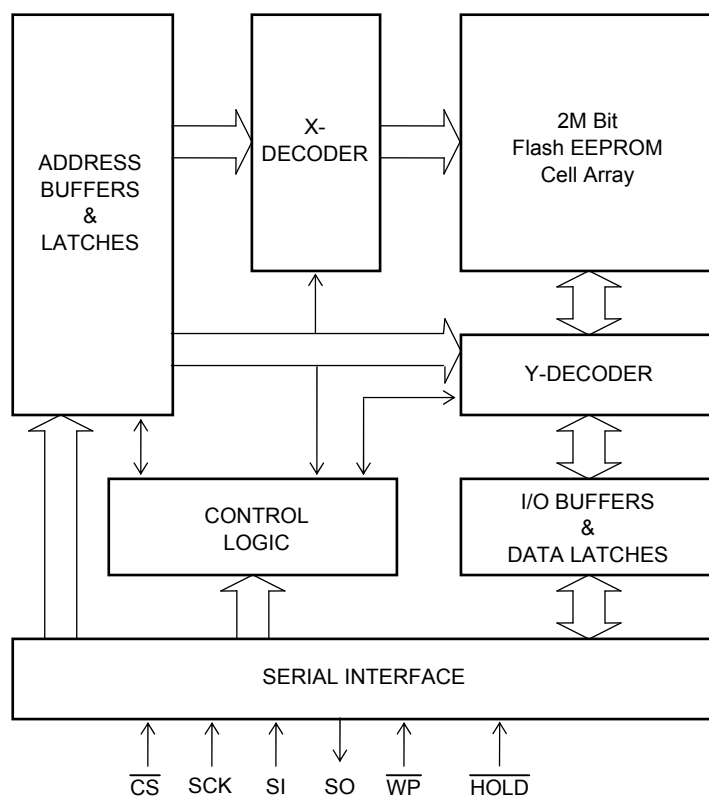 ADDRESS
BUFFERS
&
LATCHES
X-
DECODER
2M Bit
Flash EEPROM
Cell Array
Y-DECODER
CONTROL
LOGIC
I/O BUFFERS
&
DATA LATCHES
SERIAL INTERFACE
CS SCK SI SO WP HOLD